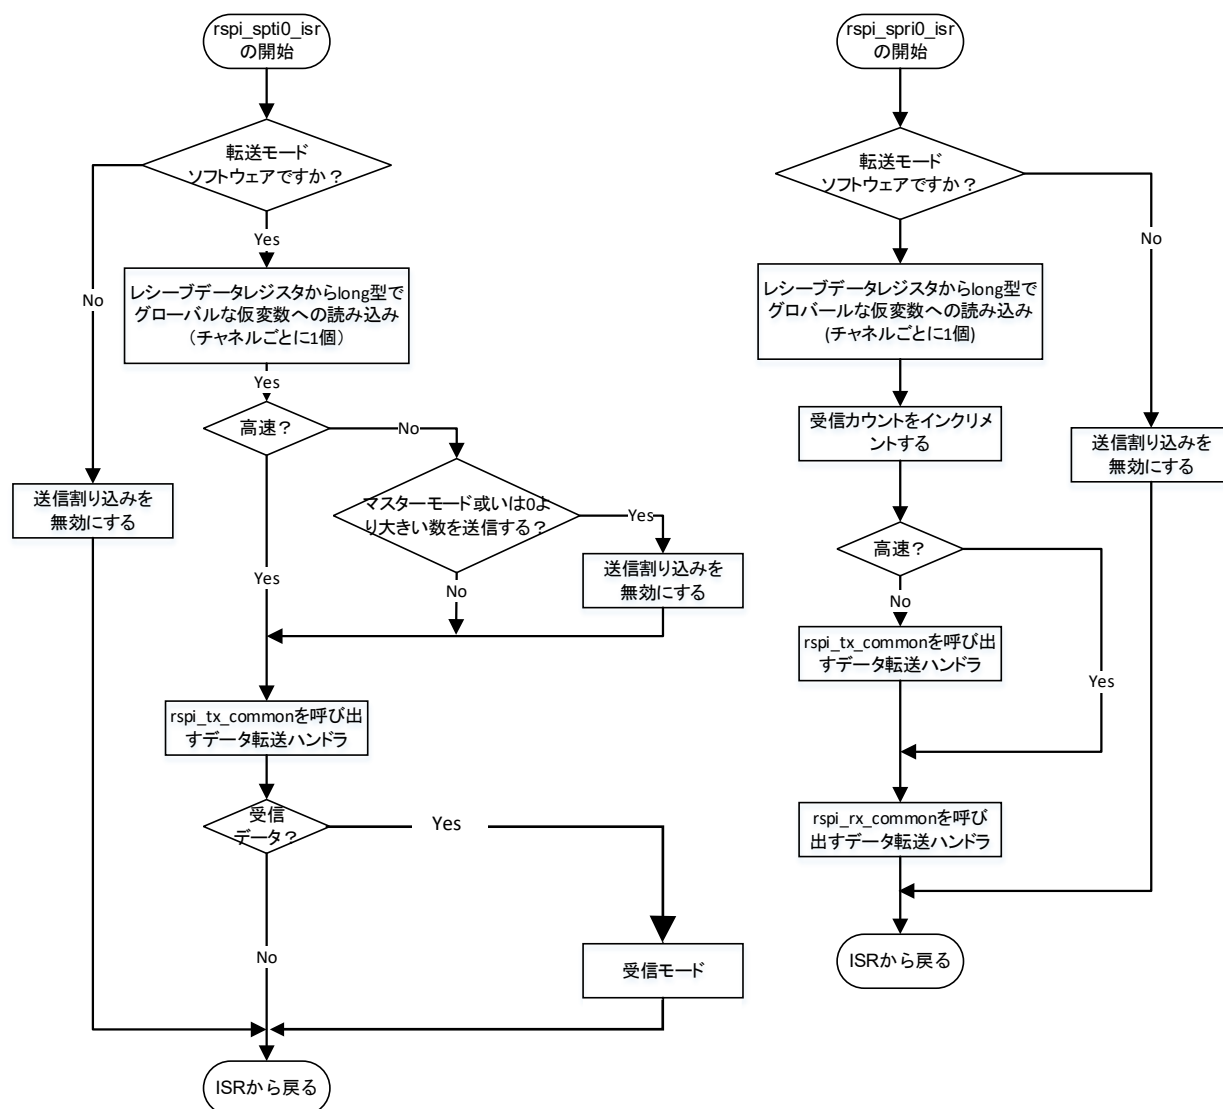 rspi_spti0_isr
の開始
転送モード
ソフトウェアですか？
Yes
No
レシーブデータレジスタからlong型で
グローバルな仮変数への読み込み
（チャネルごとに1個）
Yes
高速？
No
マスターモード或いは0よ
り大きい数を送信する？
Yes
送信割り込みを
無効にする
送信割り込みを
無効にする
Yes
No
rspi_tx_commonを呼び出
すデータ転送ハンドラ
受信
データ？
Yes
No
受信モード
ISRから戻る
rspi_spri0_isr
の開始
転送モード
ソフトウェアですか？
No
レシーブデータレジスタからlong型で
グロバールな仮変数への読み込み
(チャネルごとに1個)
受信カウントをインクリメ
ントする
送信割り込みを
無効にする
高速？
No
rspi_tx_commonを呼び出
すデータ転送ハンドラ
Yes
rspi_rx_commonを呼び
出すデータ転送ハンドラ
ISRから戻る